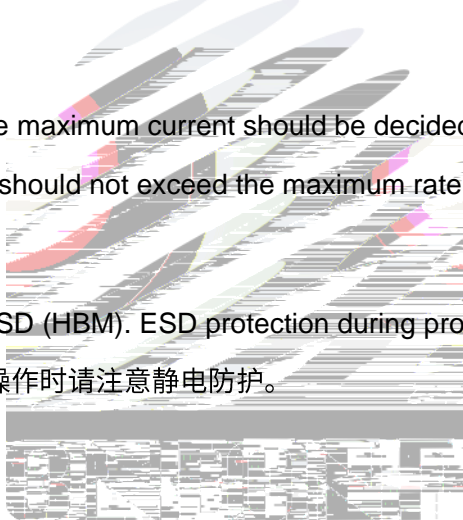 e maximum current should be decided
should not exceed the maximum rate
SD (HBM). ESD protection during pro
操作时请注意静电防护。